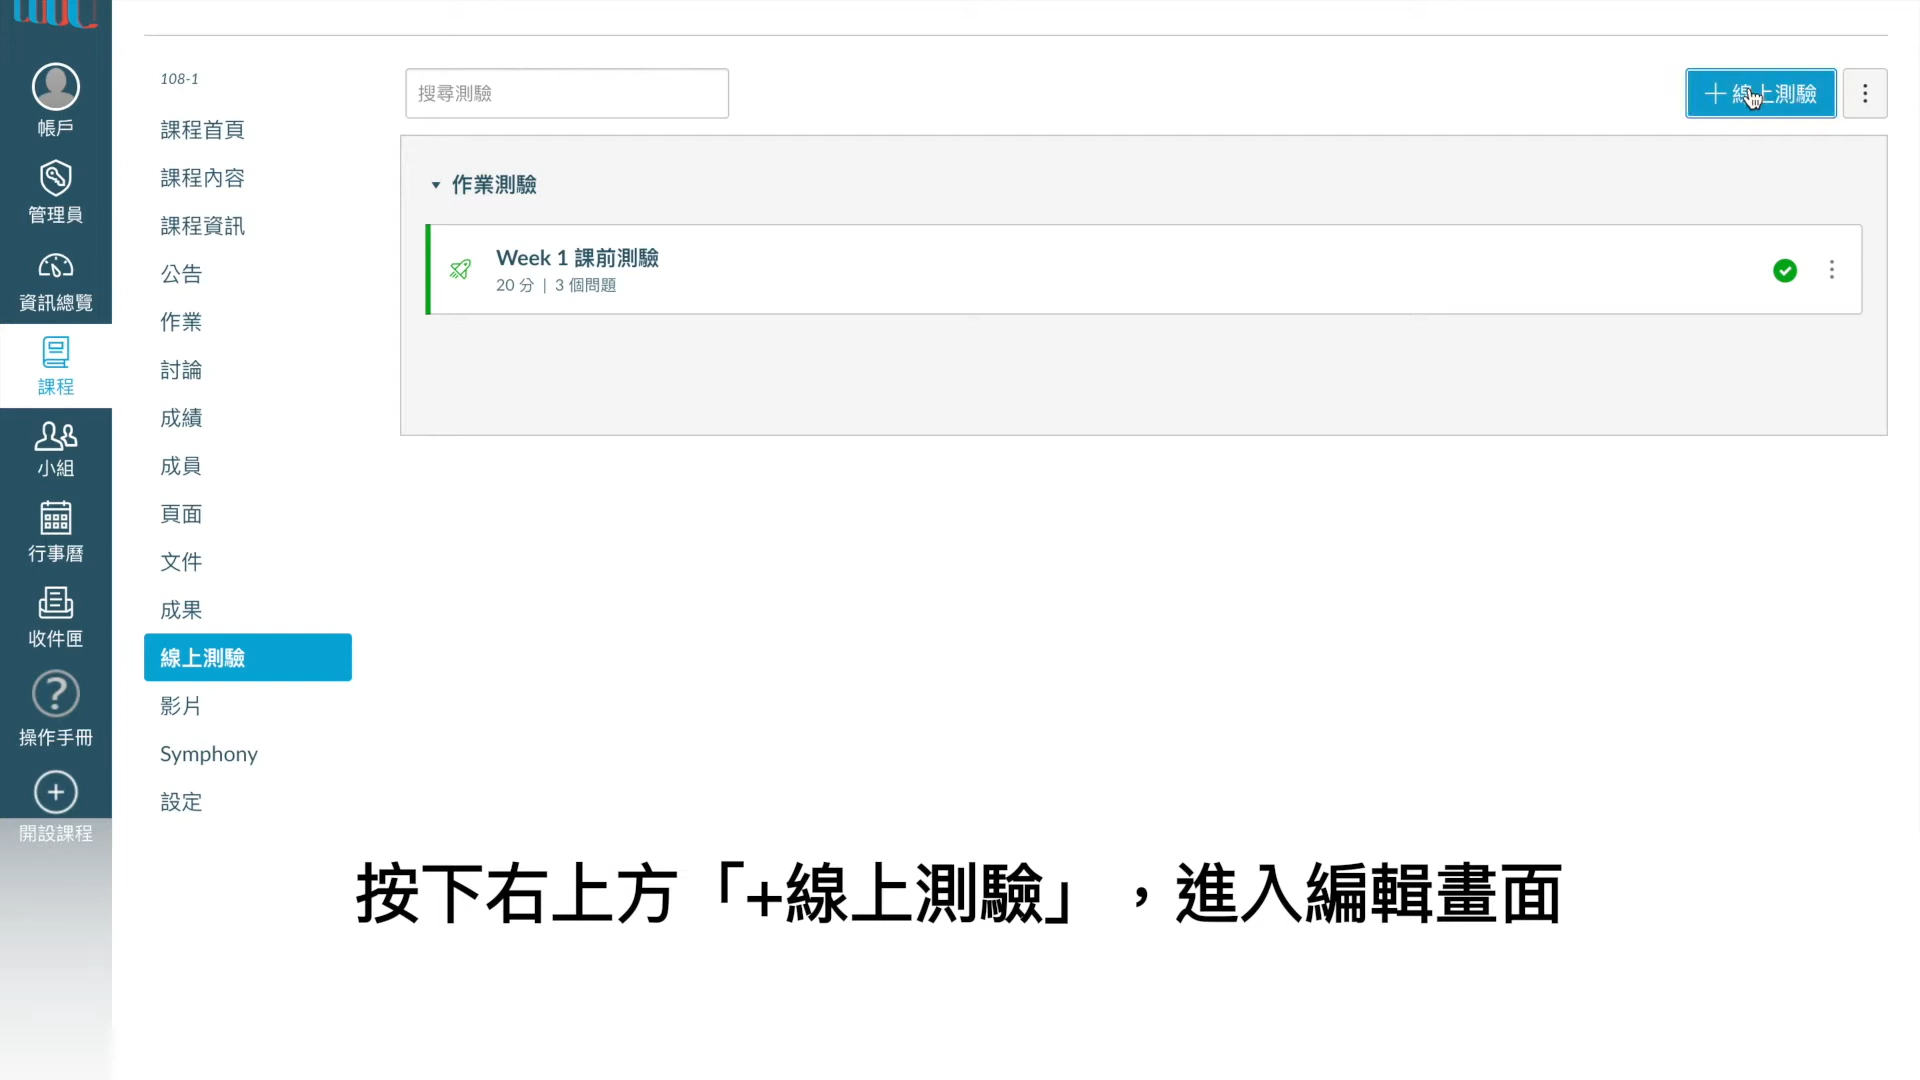 帳戶
管理員
資訊總覽
課程
小組
行事曆
收件匣
操作手冊
開設課程
108-1
課程首頁
課程內容
課程資訊
公告
作業
討論
成績
成員
頁面
文件
成果
線上測驗
影片
Symphony
設定
搜尋測驗
線上測驗
作業測驗
Week 1 課前測驗
20 分 | 3 個問題
按下右上方「+線上測驗」，進入編輯畫面